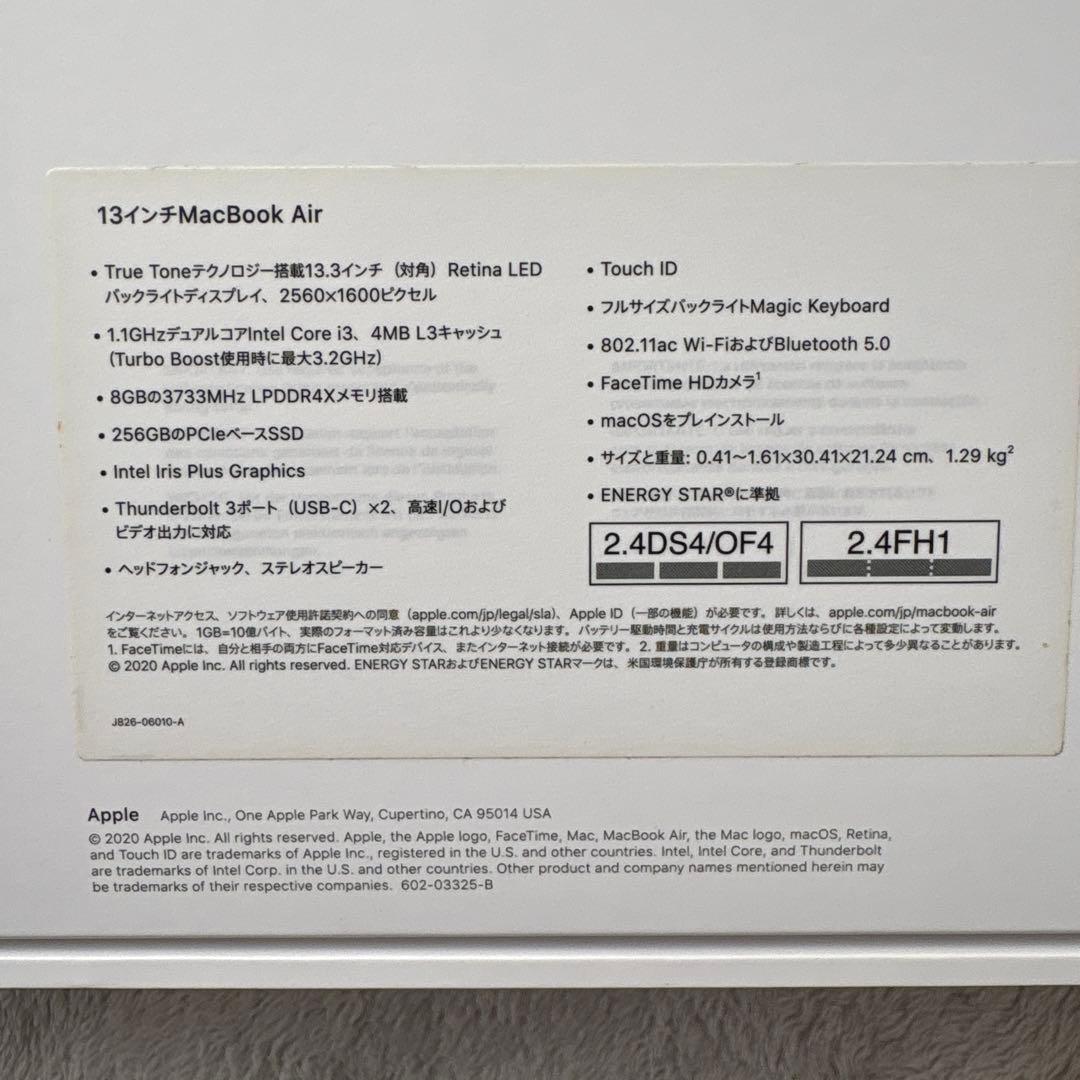 13インチMacBook Air
• True Toneテクノロジー搭載13.3インチ（対角）Retina LED
バックライトディスプレイ、2560×1600ピクセル
• 1.1GHzデュアルコアIntel Core i3、4MB L3キャッシュ
（Turbo Boost使用時に最大3.2GHz）
• 8GBの3733MHz LPDDR4Xメモリ搭載
• 256GBのPCIeベースSSD
• Intel Iris Plus Graphics
• Thunderbolt 3ポート（USB-C）×2、高速I/Oおよび
ビデオ出力に対応
• ヘッドフォンジャック、ステレオスピーカー
• Touch ID
• フルサイズバックライトMagic Keyboard
• 802.11ac Wi-FiおよびBluetooth 5.0
• FaceTime HDカメラ¹
• macOSをプレインストール
• サイズと重量: 0.41〜1.61×30.41×21.24 cm、1.29 kg²
• ENERGY STAR®に準拠
2.4DS4/OF4
2.4FH1
インターネットアクセス、ソフトウェア使用許諾契約への同意（apple.com/jp/legal/sla）、Apple ID（一部の機能）が必要です。詳しくは、apple.com/jp/macbook-air
をご覧ください。1GB=10億バイト、実際のフォーマット済み容量はこれより少なくなります。バッテリー駆動時間と充電サイクルは使用方法ならびに各種設定によって変動します。
1. FaceTimeには、自分と相手の両方にFaceTime対応デバイス、またインターネット接続が必要です。2. 重量はコンピュータの構成や製造工程によって多少異なることがあります。
© 2020 Apple Inc. All rights reserved. ENERGY STARおよびENERGY STARマークは、米国環境保護庁が所有する登録商標です。
J826-06010-A
Apple Apple Inc., One Apple Park Way, Cupertino, CA 95014 USA
© 2020 Apple Inc. All rights reserved. Apple, the Apple logo, FaceTime, Mac, MacBook Air, the Mac logo, macOS, Retina,
and Touch ID are trademarks of Apple Inc., registered in the U.S. and other countries. Intel, Intel Core, and Thunderbolt
are trademarks of Intel Corp. in the U.S. and other countries. Other product and company names mentioned herein may
be trademarks of their respective companies. 602-03325-B